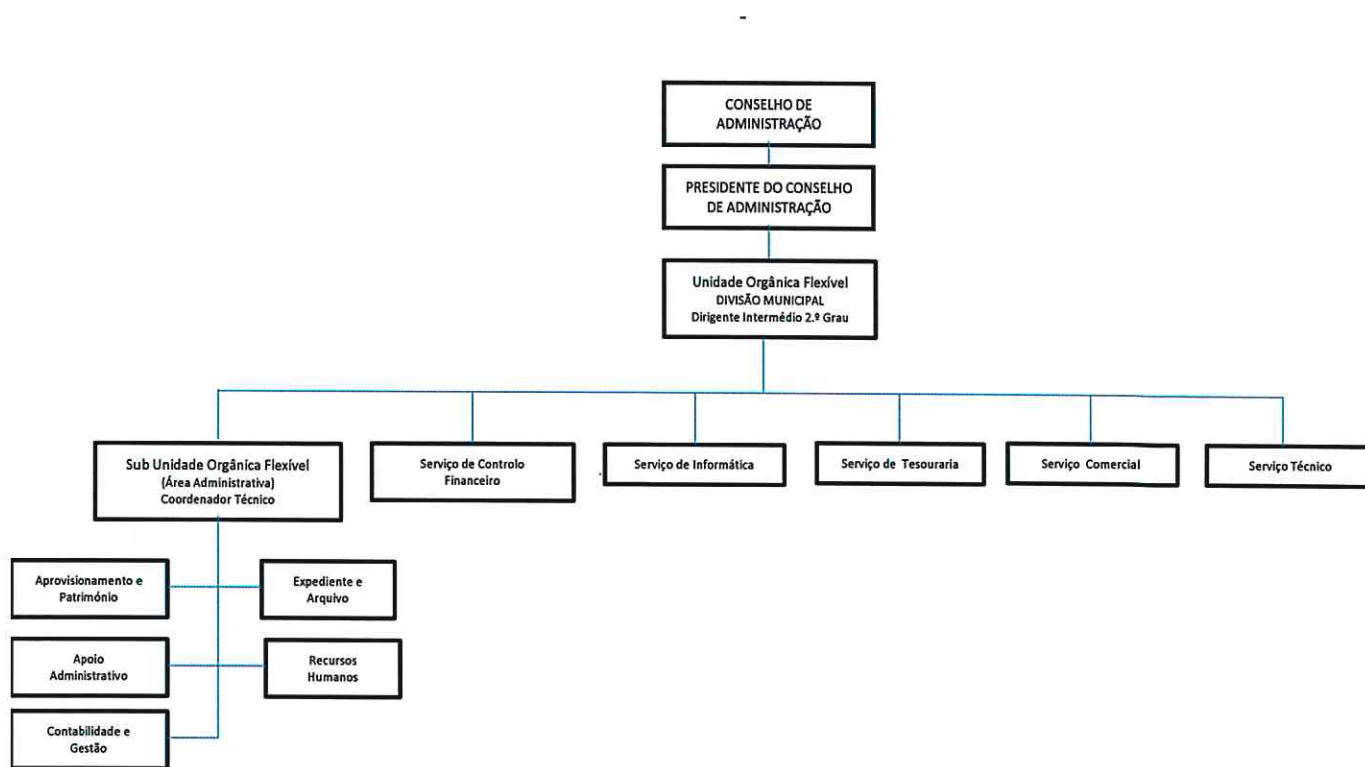 CONSELHO DE
ADMINISTRAÇÃO
PRESIDENTE DO CONSELHO
DE ADMINISTRAÇÃO
Unidade Orgânica Flexível
DIVISÃO MUNICIPAL
Dirigente Intermédio 2.º Grau
Sub Unidade Orgânica Flexível
(Área Administrativa)
Coordenador Técnico
Serviço de Controlo
Financeiro
Serviço de Informática
Serviço de Tesouraria
Serviço Comercial
Serviço Técnico
Aprovisionamento e
Património
Expediente e
Arquivo
Apoio
Administrativo
Recursos
Humanos
Contabilidade e
Gestão